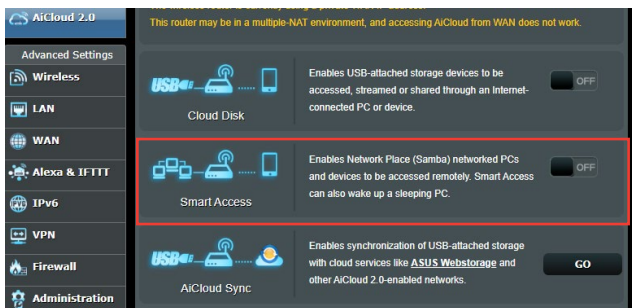 AiCloud 2.0
Advanced Settings
Wireless
LAN
WAN
Alexa & IFTTT
IPv6
VPN
Firewall
Administration
This router may be in a multiple-NAT environment, and accessing AiCloud from WAN does
not work.
USB
Cloud Disk
Enables USB-attached storage devices to be
accessed, streamed or shared through an Internet-
connected PC or device.
OFF
Smart Access
Enables Network Place (Samba) networked PCs
and devices to be accessed remotely. Smart Access
can also wake up a sleeping PC.
OFF
USB
AiCloud Sync
Enables synchronization of USB-attached storage
with cloud services like ASUS Webstorage and
other AiCloud 2.0-enabled networks.
GO